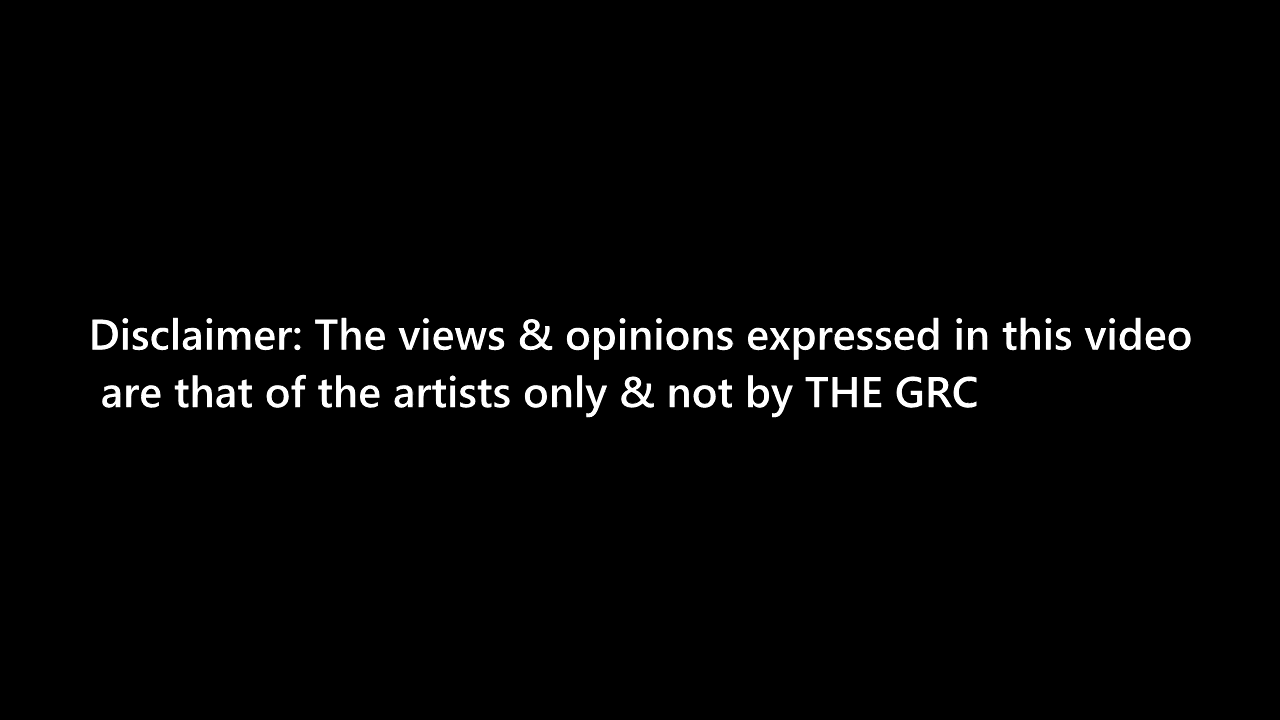 Disclaimer: The views & opinions expressed in this video
are that of the artists only & not by THE GRC